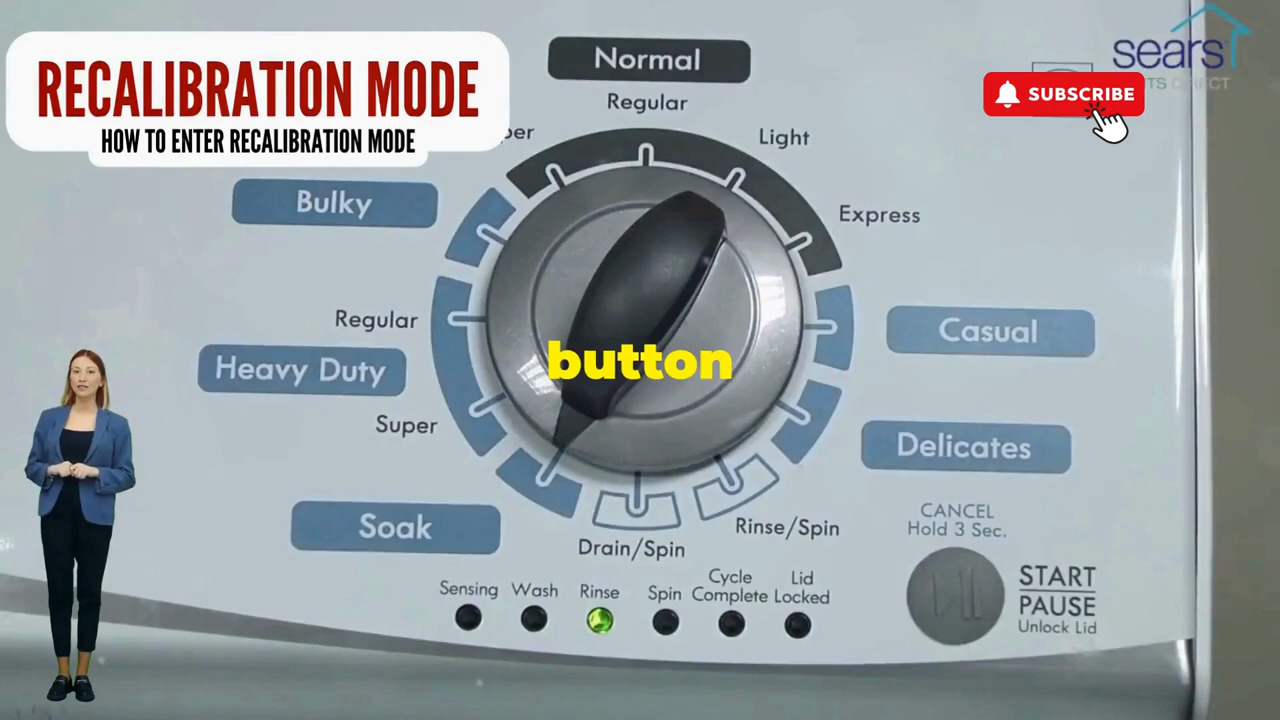 sears
RECALIBRATION MODE
HOW TO ENTER RECALIBRATION MODE
SUBSCRIBE
DIRECT
Normal
Regular
Light
Express
Bulky
Regular
Heavy Duty
Super
Casual
button
Delicates
Soak
Drain/Spin
Rinse/Spin
CANCEL
Hold 3 Sec.
START
PAUSE
Unlock Lid
Sensing
Wash
Rinse
Spin
Cycle
Complete
Lid
Locked